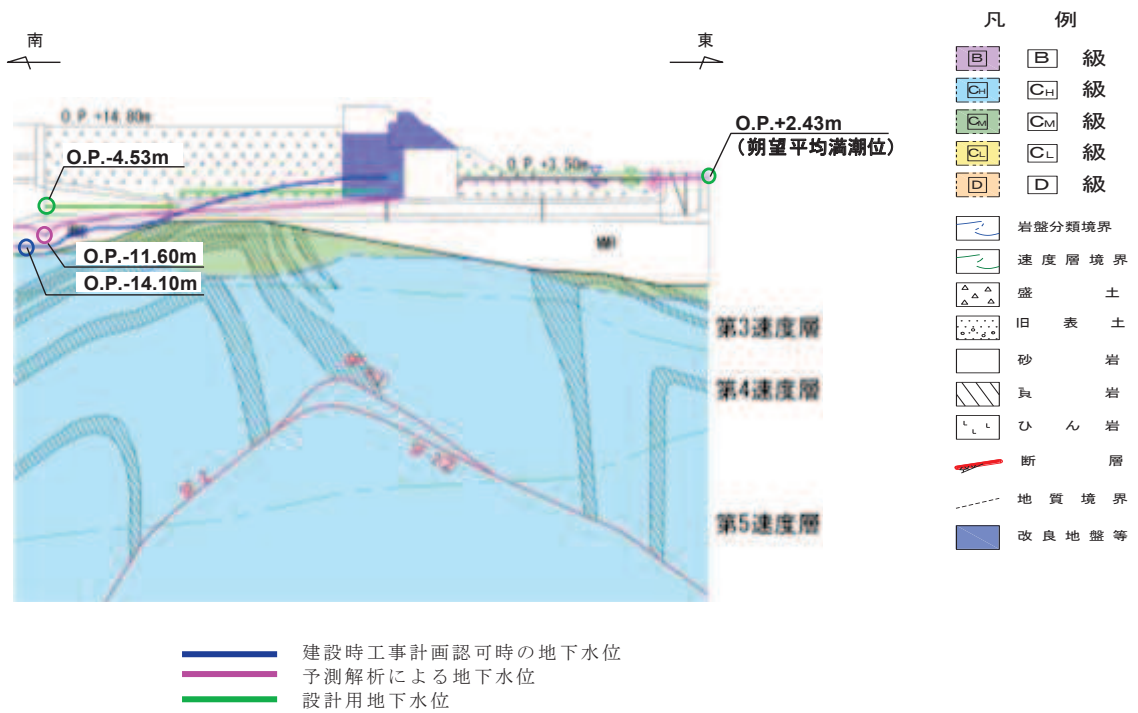 南
東
O.P.+14.80m
O.P.+2.43m
(朔望平均満潮位)
O.P.-4.53m
O.P.+3.50m
O.P.-11.60m
O.P.-14.10m
第3速度層
第4速度層
第5速度層
凡 例
B B 級
CH CH 級
CM CM 級
CL CL 級
D D 級
岩盤分類境界
速度層境界
盛 土
旧 表 土
砂 岩
頁 岩
ひ ん 岩
断 層
地 質 境 界
改 良 地 盤 等
建設時工事計画認可時の地下水位
予測解析による地下水位
設計用地下水位